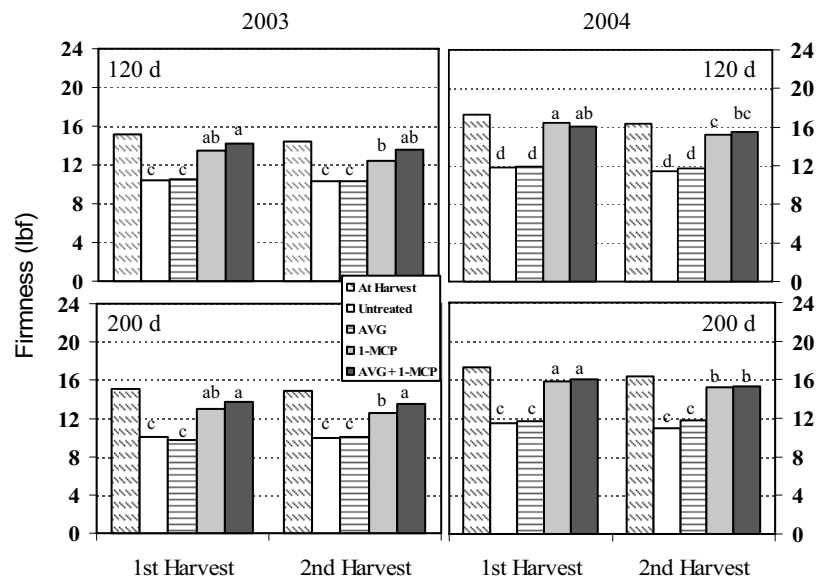 2003 2004
24 24
120 d 120 d
20 20
a ab
16 ab a 16
c bc
b ab
12 d d d d 12
c c c c
8 8
4 4
0 0
Firmness (lbf)
At Harvest
Untreated
AVG
1-MCP
AVG + 1-MCP
24 24
200 d 200 d
20 20
a a
16 b b 16
ab a b a
12 c c c c 12
c c c c
8 8
4 4
0 0
1st Harvest 2nd Harvest 1st Harvest 2nd Harvest